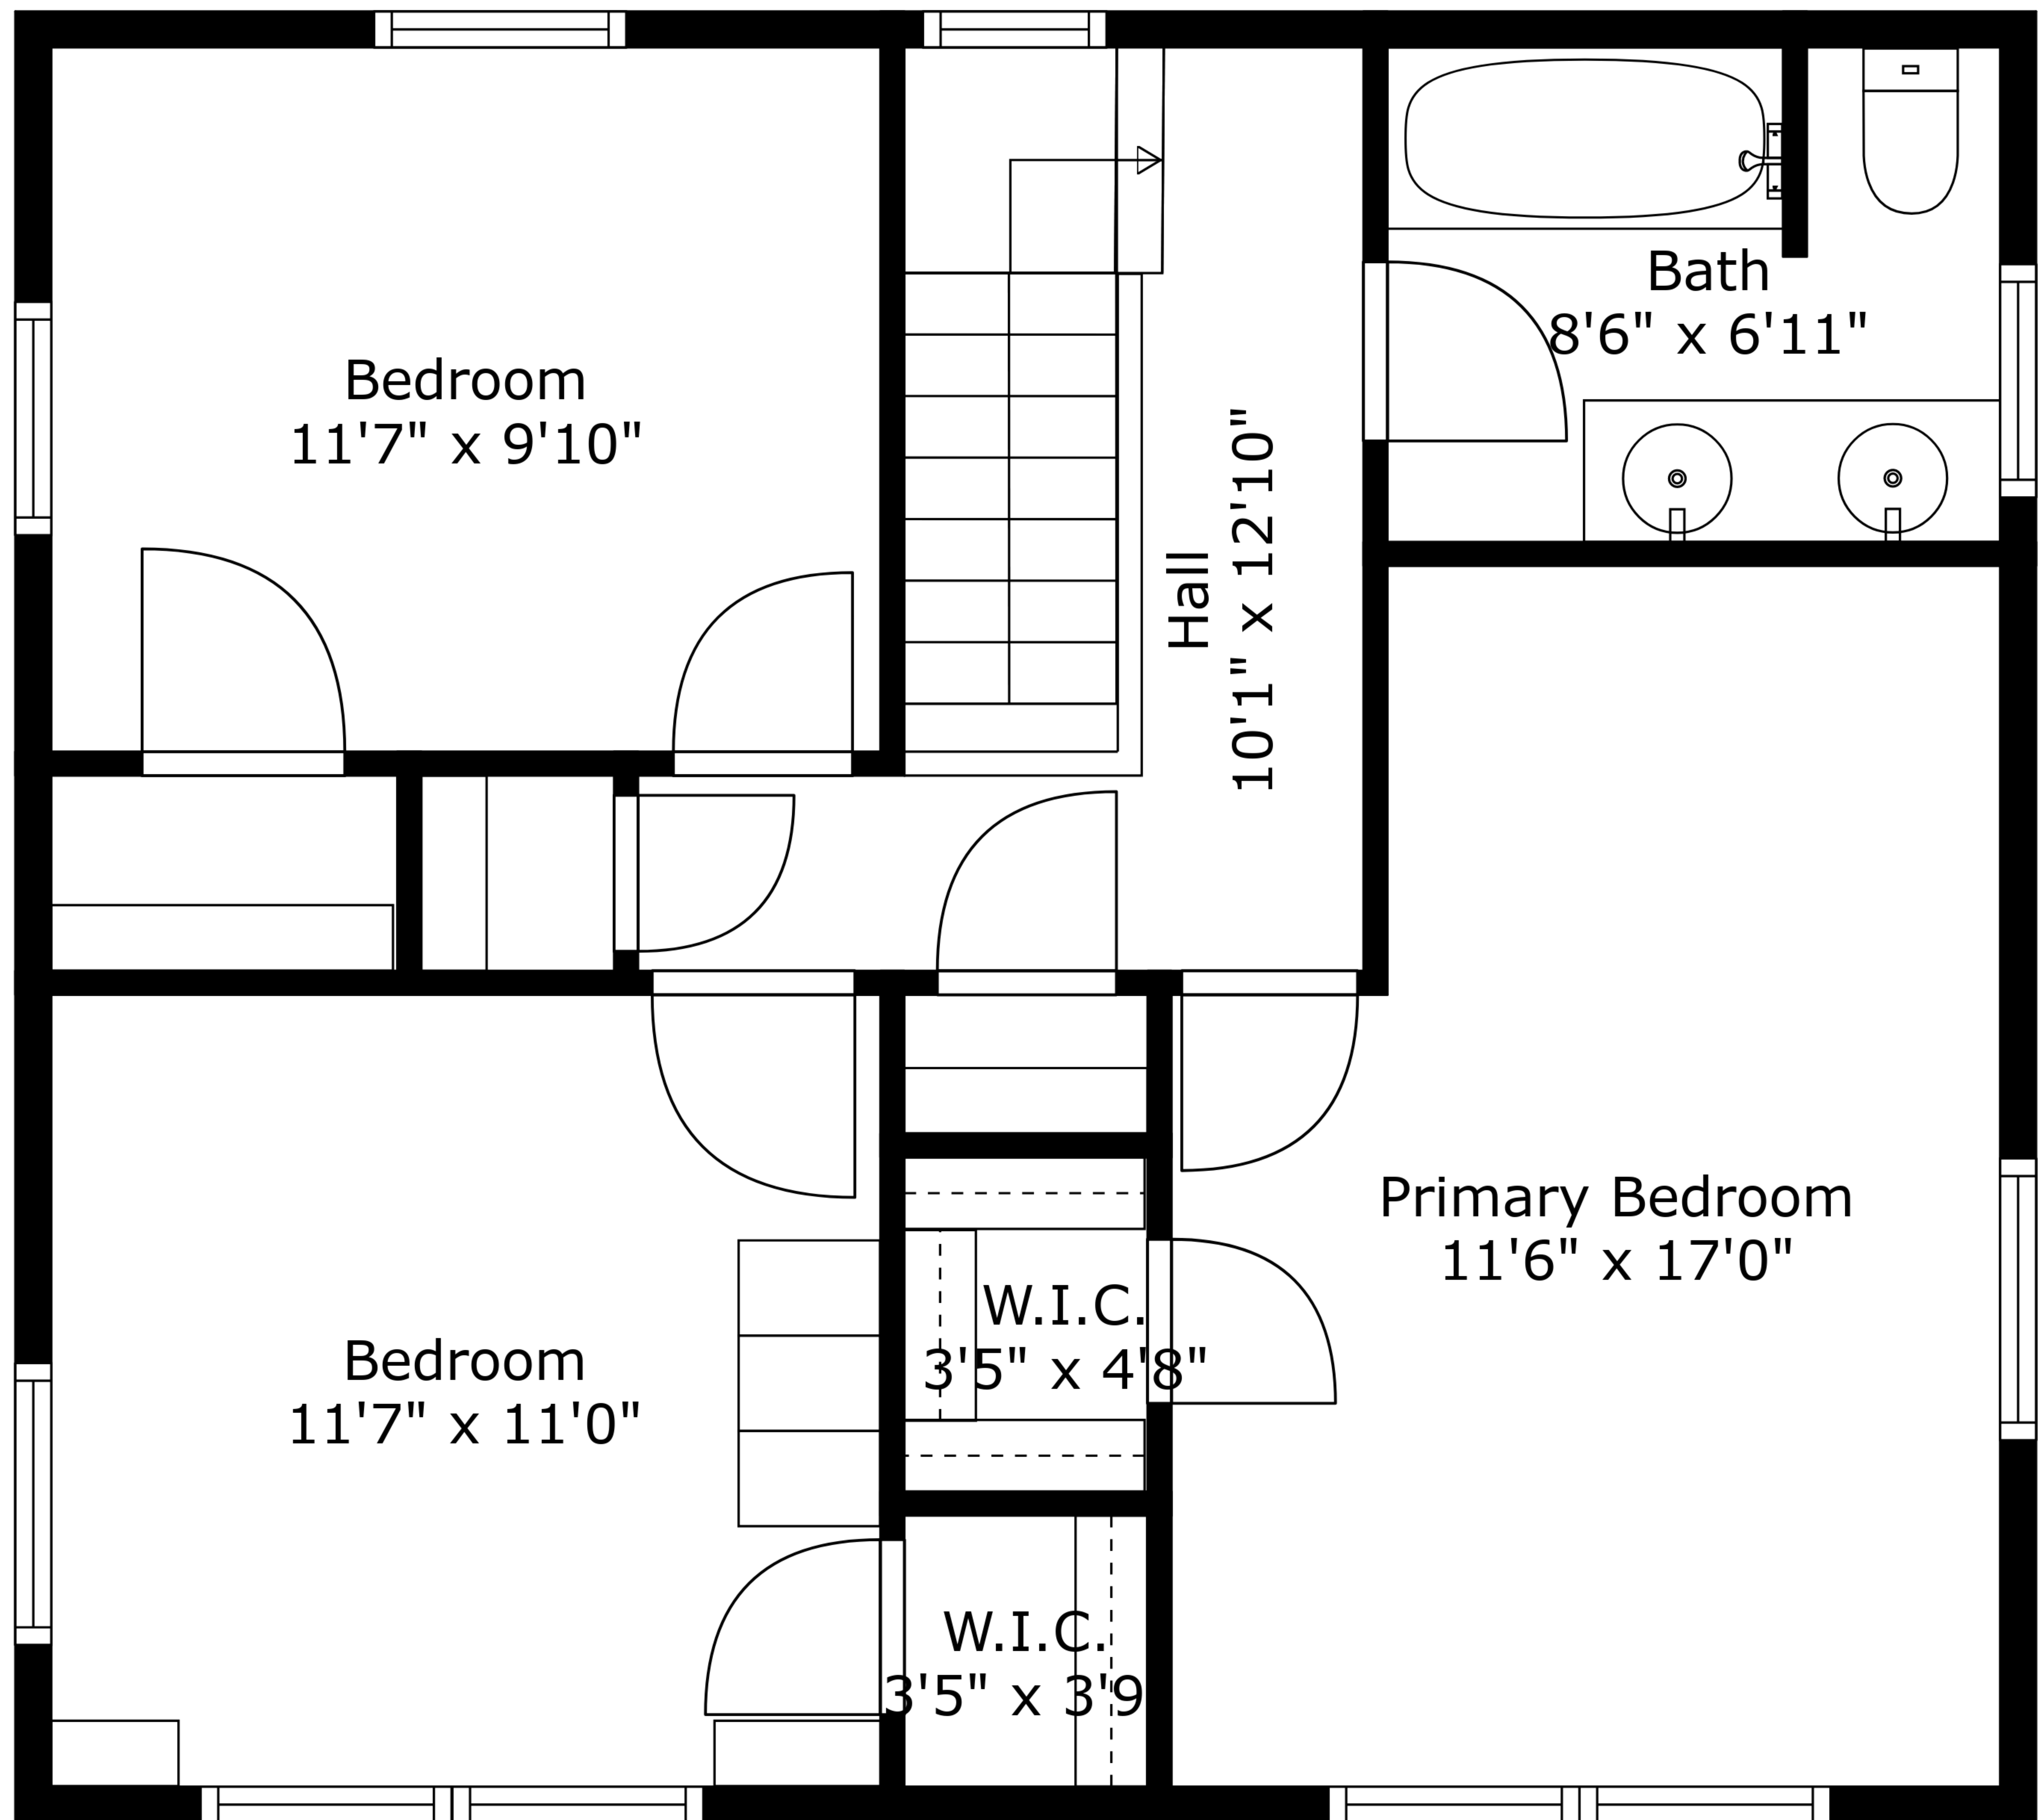 Bedroom
11'7" x 9'10"
Hall
10'1" x 12'10"
Bath
8'6" x 6'11"
Primary Bedroom
11'6" x 17'0"
W.I.C.
3'5" x 4'8"
Bedroom
11'7" x 11'0"
W.I.C.
3'5" x 3'9